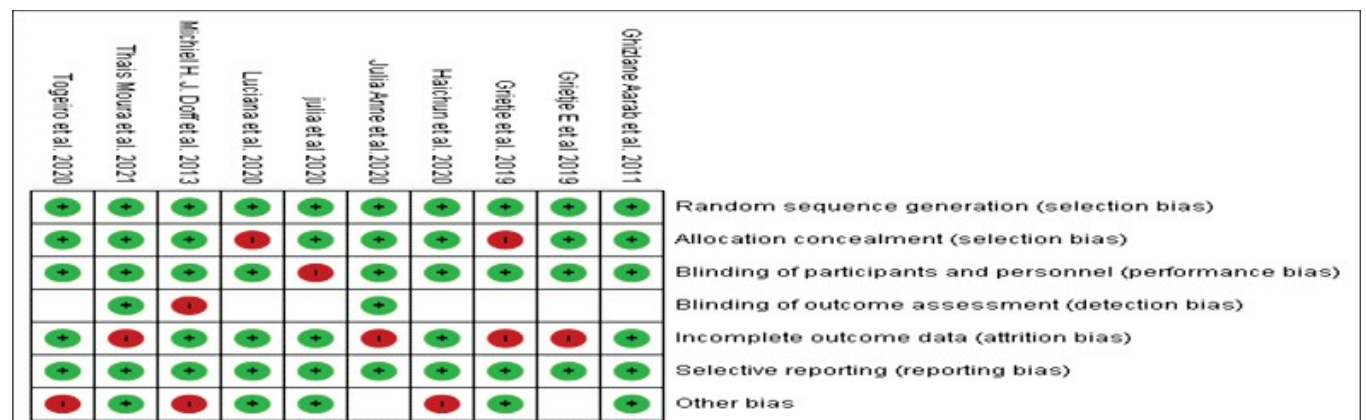 Togeiro et al. 2020
Thais Moura et al. 2021
Michiel H. J. Doff et al. 2013
Luciana et al. 2020
julia et al 2020
Julia Anne et al.2020
Haichun et al. 2020
Grietje et al. 2019
Grietje E et al 2019
Ghizlane Aarab et al. 2011
+ + + + + + + + + + Random sequence generation (selection bias)
+ + + - + + + - + + Allocation concealment (selection bias)
+ + + + - + + + + + Blinding of participants and personnel (performance bias)
+ - + Blinding of outcome assessment (detection bias)
+ - + + + - + - - + Incomplete outcome data (attrition bias)
+ + + + + + + + + + Selective reporting (reporting bias)
- + - + + - + + Other bias